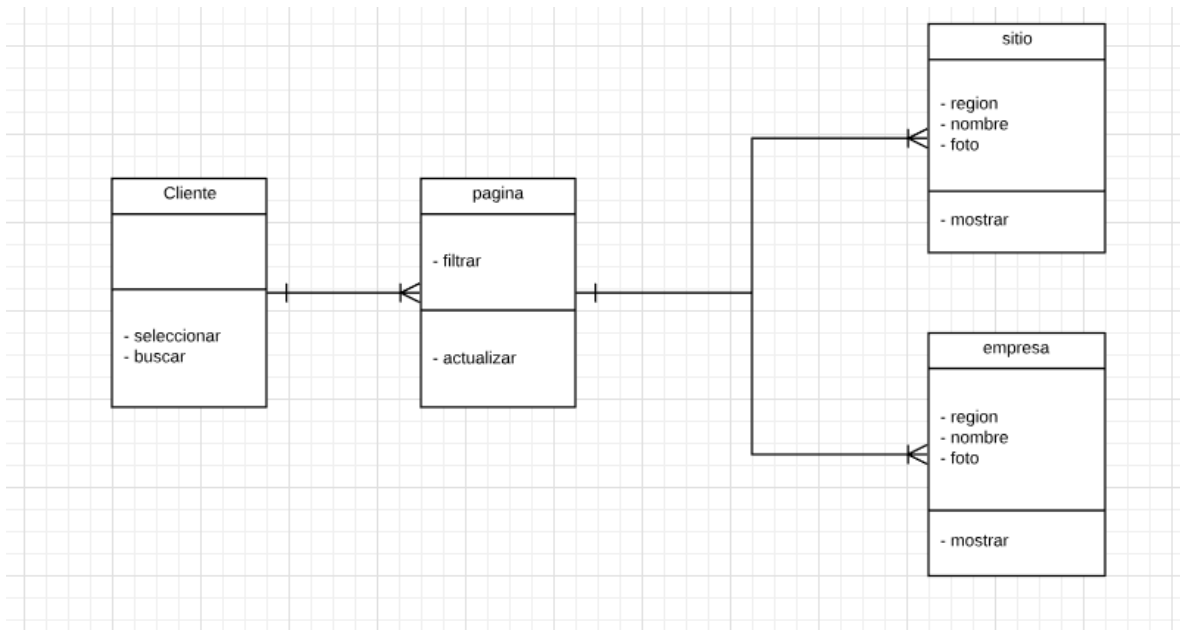 Cliente
- seleccionar
- buscar
pagina
- filtrar
- actualizar
sitio
- region
- nombre
- foto
- mostrar
empresa
- region
- nombre
- foto
- mostrar